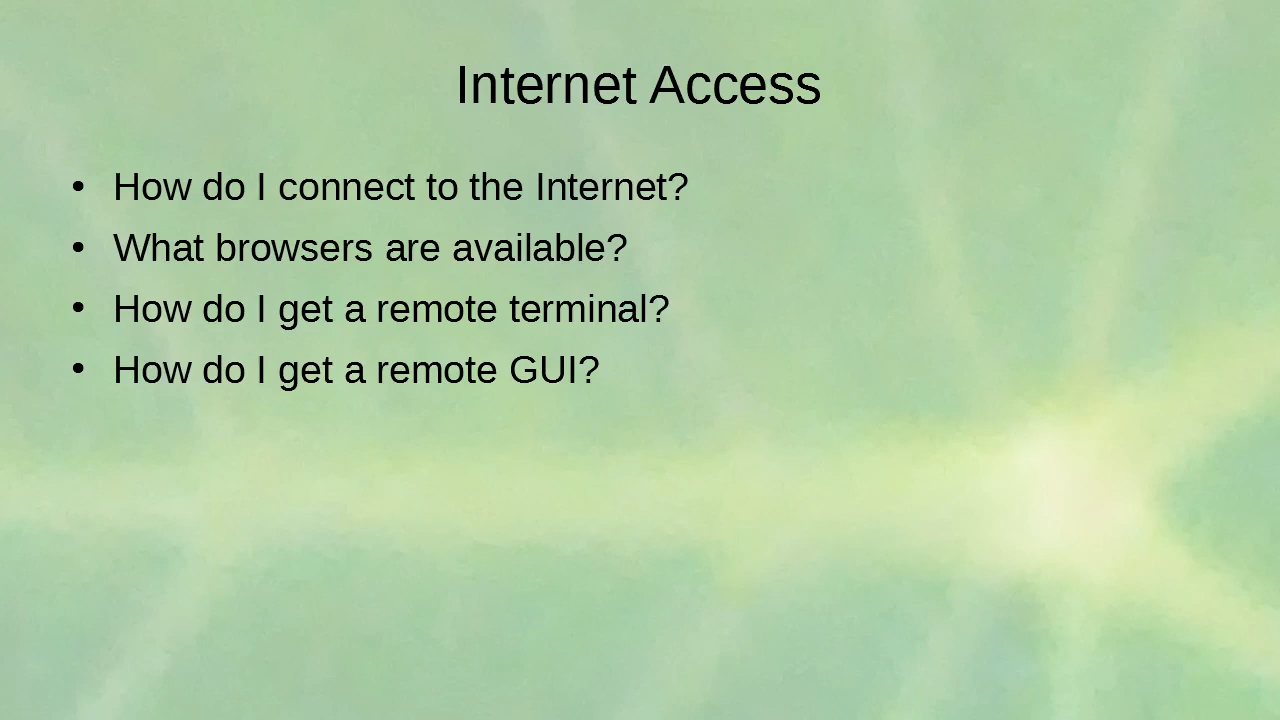 Internet Access
• How do I connect to the Internet?
• What browsers are available?
• How do I get a remote terminal?
• How do I get a remote GUI?